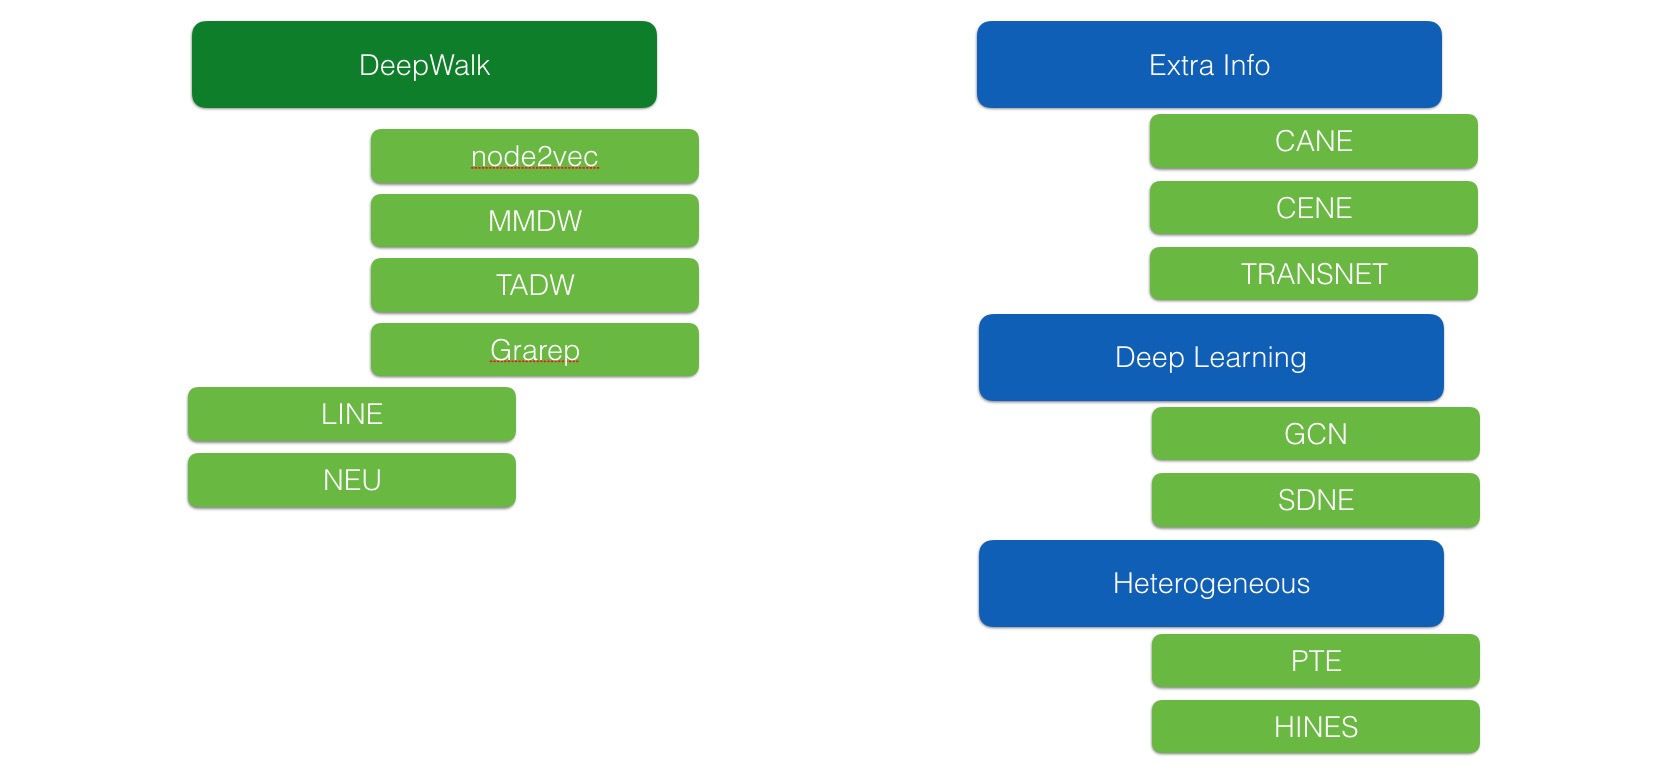 DeepWalk
node2vec
MMDW
TADW
Grarep
LINE
NEU
Extra Info
CANE
CENE
TRANSNET
Deep Learning
GCN
SDNE
Heterogeneous
PTE
HINES